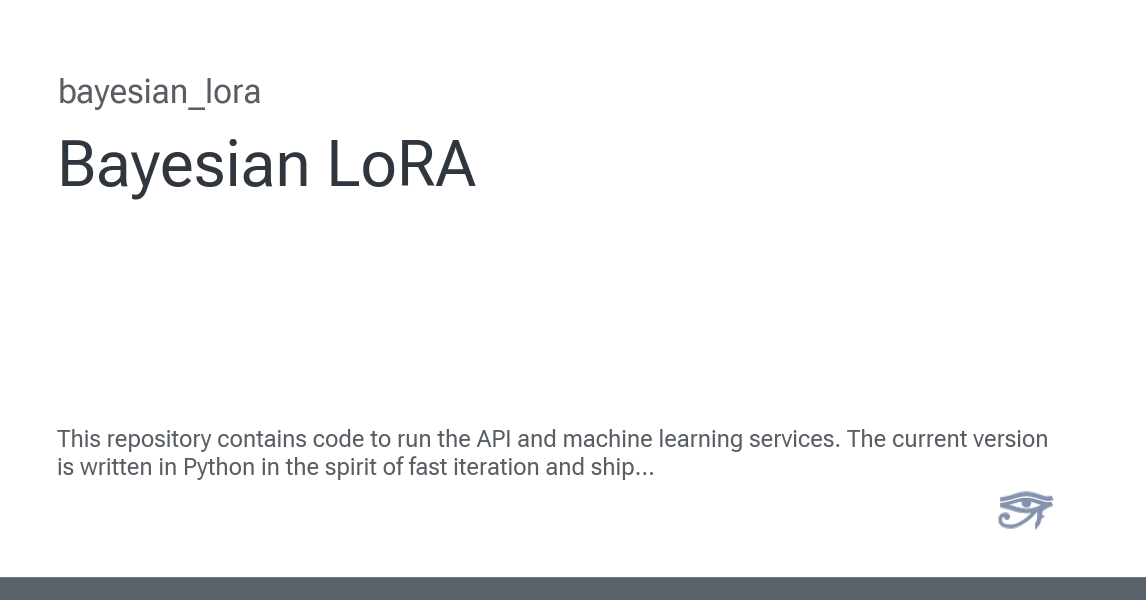 bayesian_lora
Bayesian LoRA
This repository contains code to run the API and machine learning services. The current version
is written in Python in the spirit of fast iteration and ship...